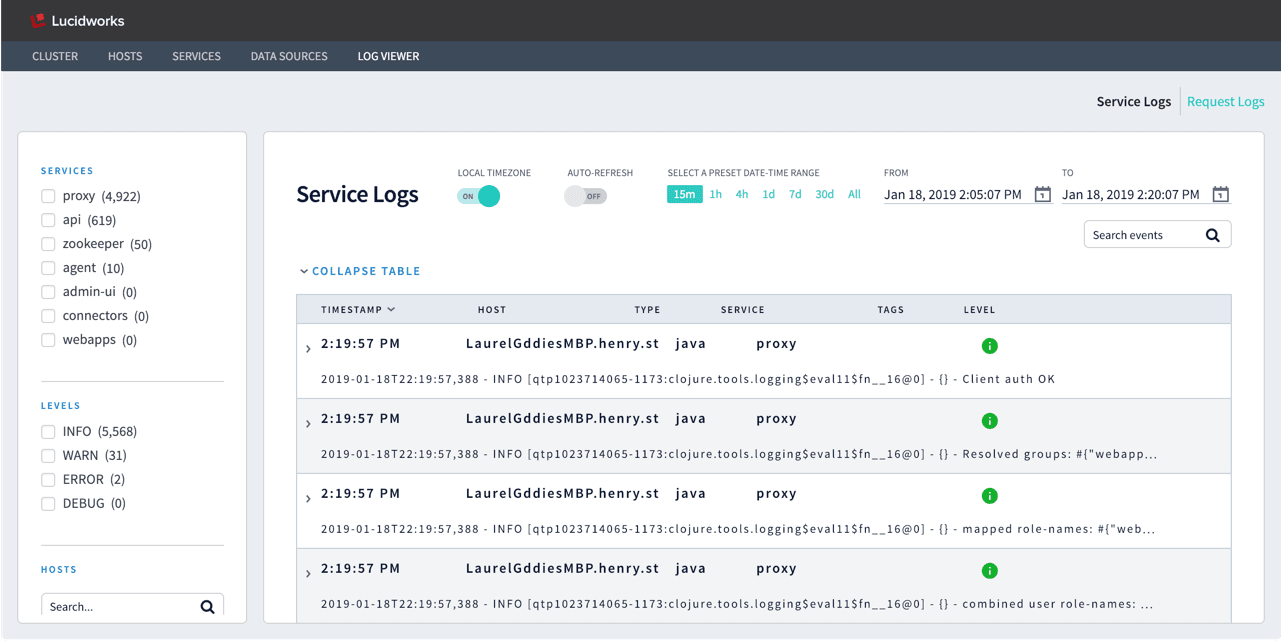 Lucidworks
CLUSTER HOSTS SERVICES DATA SOURCES LOG VIEWER
Service Logs Request Logs
SERVICES
proxy (4,922)
api (619)
zookeeper (50)
agent (10)
admin-ui (0)
connectors (0)
webapps (0)
LEVELS
INFO (5,568)
WARN (31)
ERROR (2)
DEBUG (0)
HOSTS
Search...
Service Logs
LOCAL TIMEZONE
ON
AUTO-REFRESH
OFF
SELECT A PRESET DATE-TIME RANGE
15m 1h 4h 1d 7d 30d All
FROM
Jan 18, 2019 2:05:07 PM
1
TO
Jan 18, 2019 2:20:07 PM
1
Search events
COLLAPSE TABLE
TIMESTAMP HOST TYPE SERVICE TAGS LEVEL
2:19:57 PM LaurelGddiesMBP.henry.st java proxy i
2019-01-18T22:19:57,388 - INFO [qtp1023714065-1173:clojure.tools.logging$eval11$fn__16@0] - {} - Client auth OK
2:19:57 PM LaurelGddiesMBP.henry.st java proxy i
2019-01-18T22:19:57,388 - INFO [qtp1023714065-1173:clojure.tools.logging$eval11$fn__16@0] - {} - Resolved groups: #{"webapp...
2:19:57 PM LaurelGddiesMBP.henry.st java proxy i
2019-01-18T22:19:57,388 - INFO [qtp1023714065-1173:clojure.tools.logging$eval11$fn__16@0] - {} - mapped role-names: #{"web...
2:19:57 PM LaurelGddiesMBP.henry.st java proxy i
2019-01-18T22:19:57,388 - INFO [qtp1023714065-1173:clojure.tools.logging$eval11$fn__16@0] - {} - combined user role-names: ...